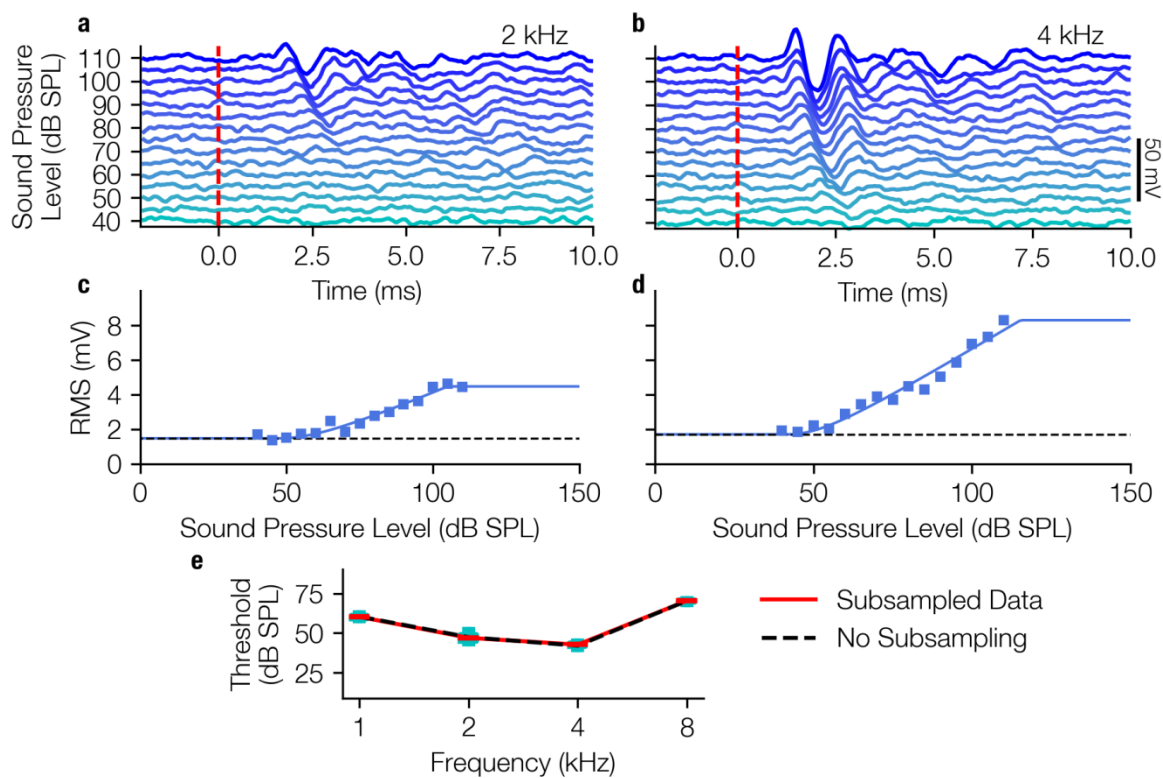 a
2 kHz
b
4 kHz
Sound Pressure
Level (dB SPL)
110
100
90
80
70
60
50
40
50 mV
0.0 2.5 5.0 7.5 10.0
0.0 2.5 5.0 7.5 10.0
Time (ms)
Time (ms)
c
d
RMS (mV)
8
6
4
2
0
0 50 100 150
0 50 100 150
Sound Pressure Level (dB SPL)
Sound Pressure Level (dB SPL)
e
Threshold
(dB SPL)
75
50
25
1 2 4 8
Frequency (kHz)
Subsampled Data
No Subsampling